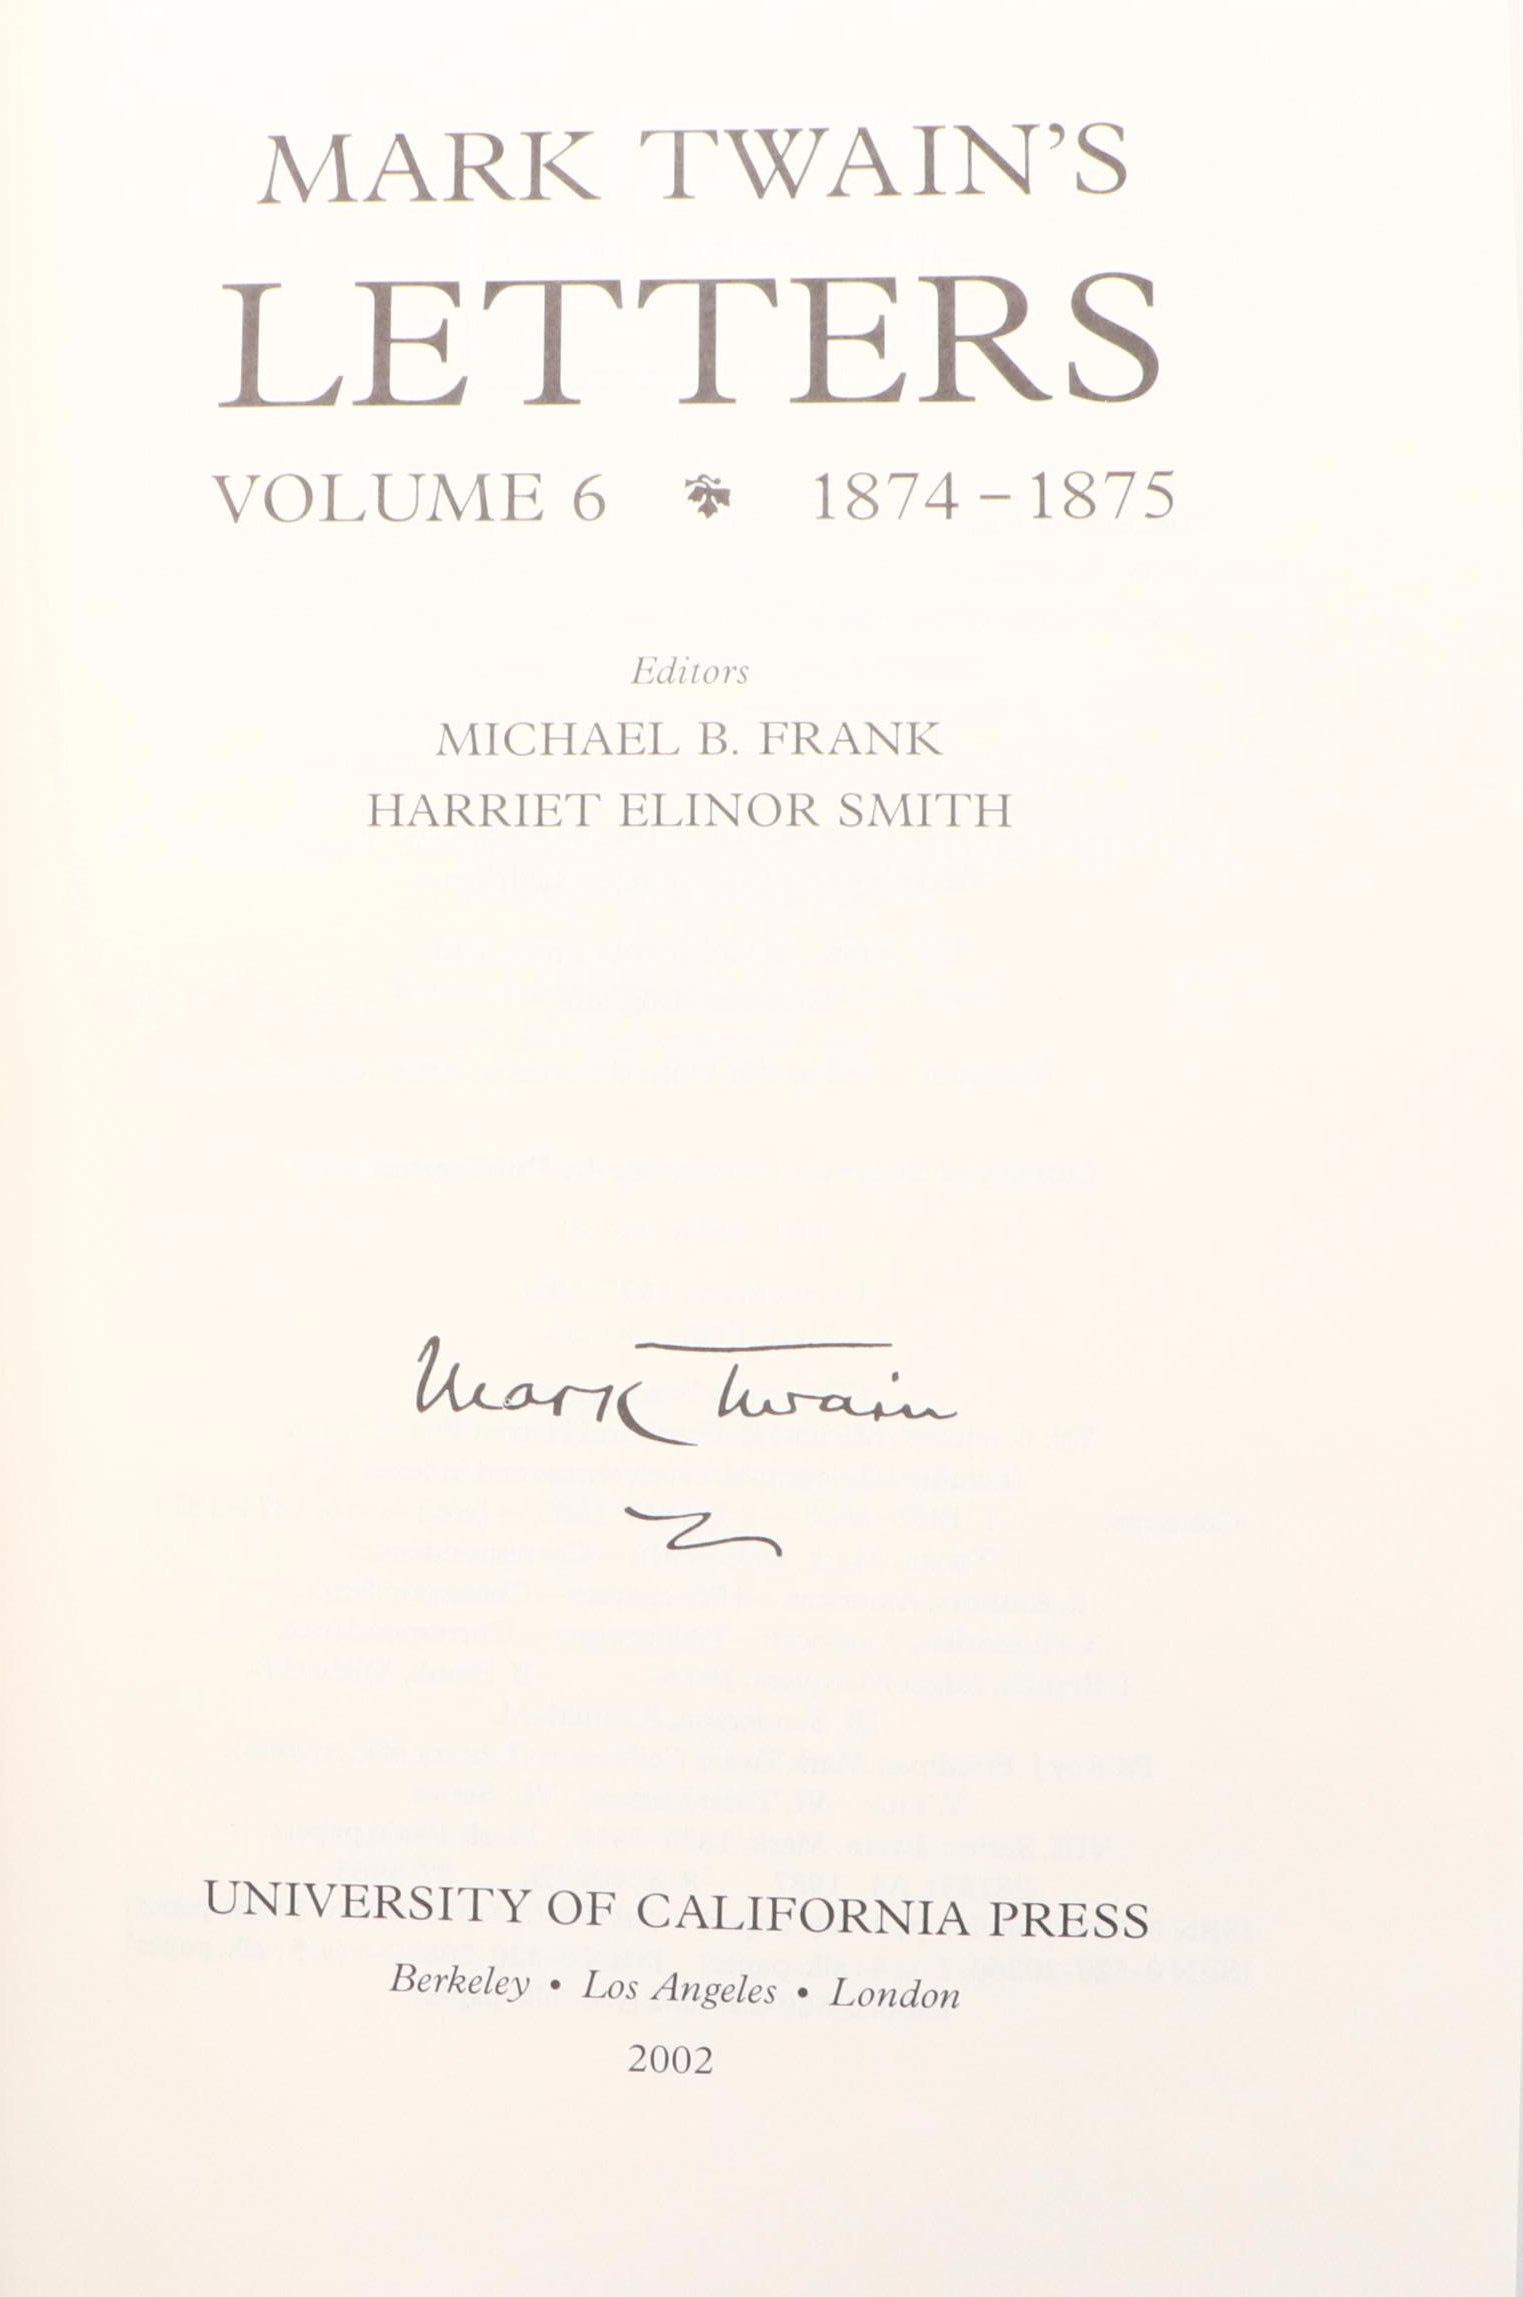 MARK TWAIN'S
LETTERS
VOLUME 6 1874–1875
Editors
MICHAEL B. FRANK
HARRIET ELINOR SMITH
Mark Twain
UNIVERSITY OF CALIFORNIA PRESS
Berkeley • Los Angeles • London
2002